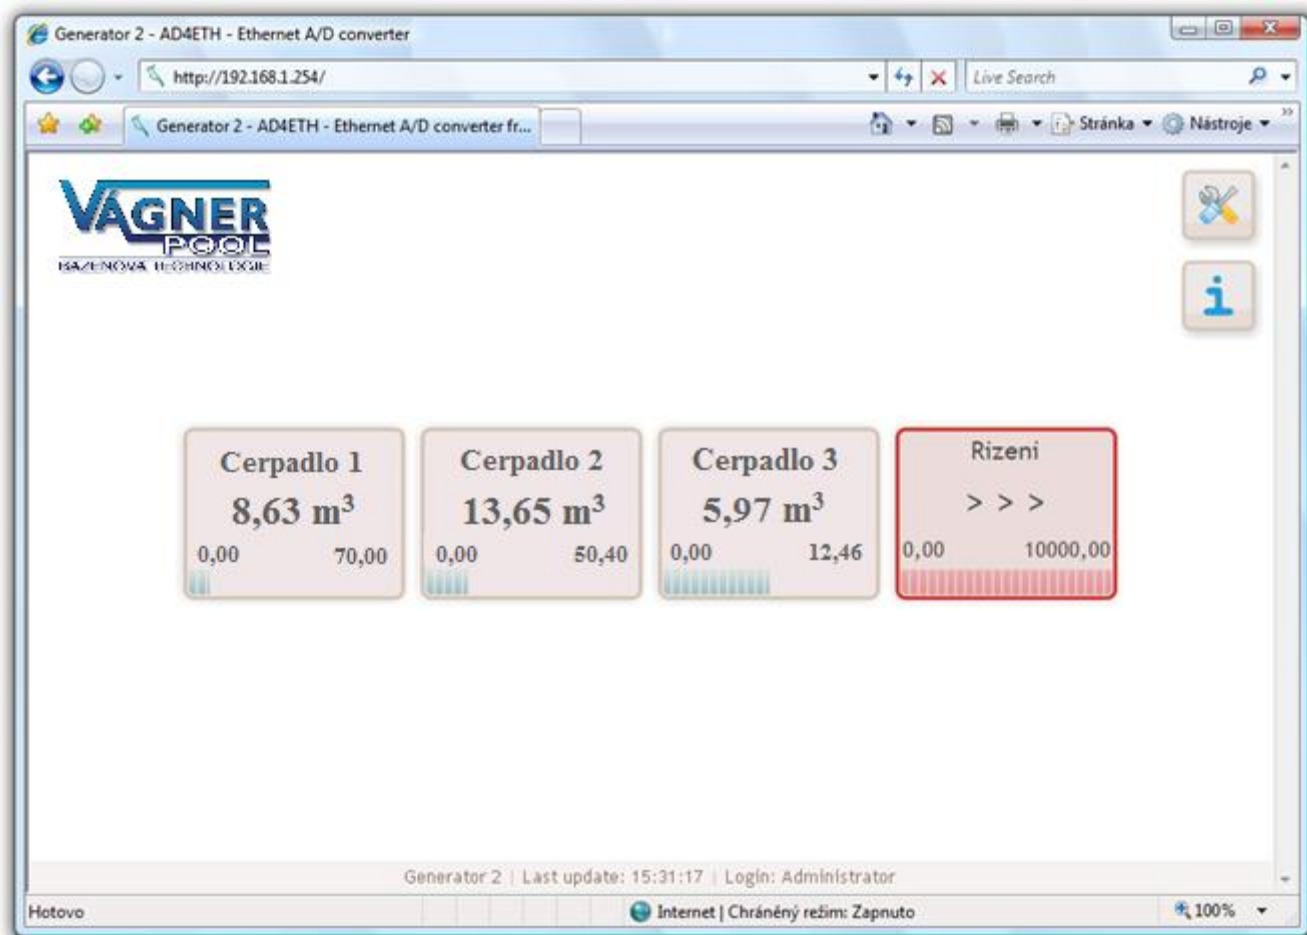 Generator 2 - AD4ETH - Ethernet A/D converter
http://192.168.1.254/
Live Search
Generator 2 - AD4ETH - Ethernet A/D converter fr...
Stránka
Nástroje
VÁGNER
POOL
BAZÉNOVÁ TECHNOLOGIE
i
Cerpadlo 1
8,63 m³
0,00 70,00
Cerpadlo 2
13,65 m³
0,00 50,40
Cerpadlo 3
5,97 m³
0,00 12,46
Rizeni
> > >
0,00 10000,00
Generator 2 | Last update: 15:31:17 | Login: Administrator
Hotovo
Internet | Chráněný režim: Zapnuto
100%